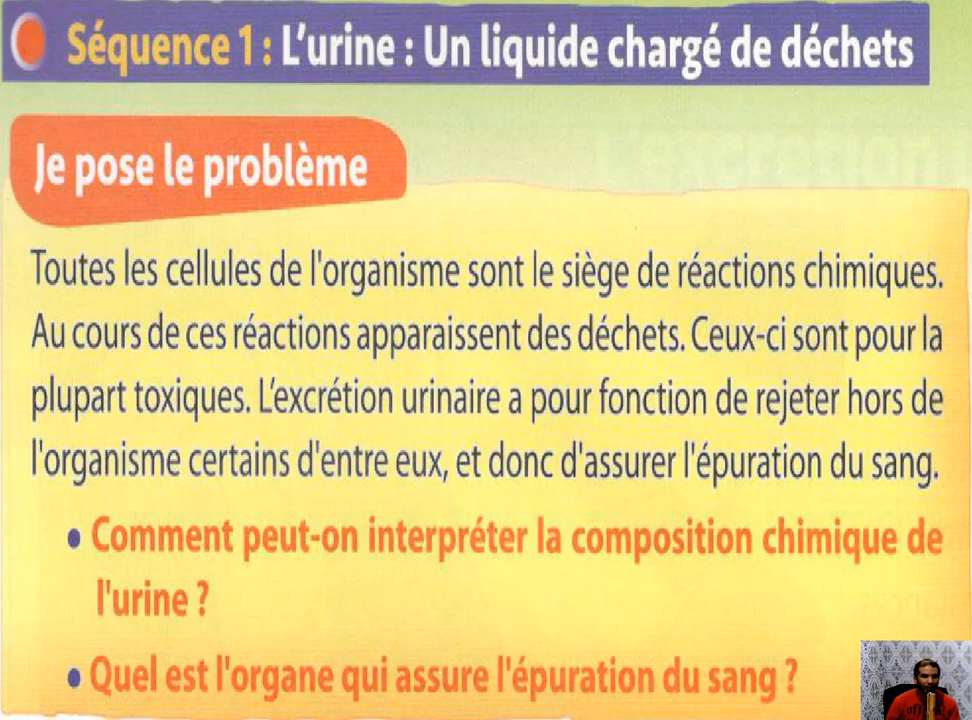 Séquence 1 : L'urine : Un liquide chargé de déchets
Je pose le problème
Toutes les cellules de l'organisme sont le siège de réactions chimiques.
Au cours de ces réactions apparaissent des déchets. Ceux-ci sont pour la
plupart toxiques. L'excrétion urinaire a pour fonction de rejeter hors de
l'organisme certains d'entre eux, et donc d'assurer l'épuration du sang.
• Comment peut-on interpréter la composition chimique de
l'urine ?
• Quel est l'organe qui assure l'épuration du sang ?